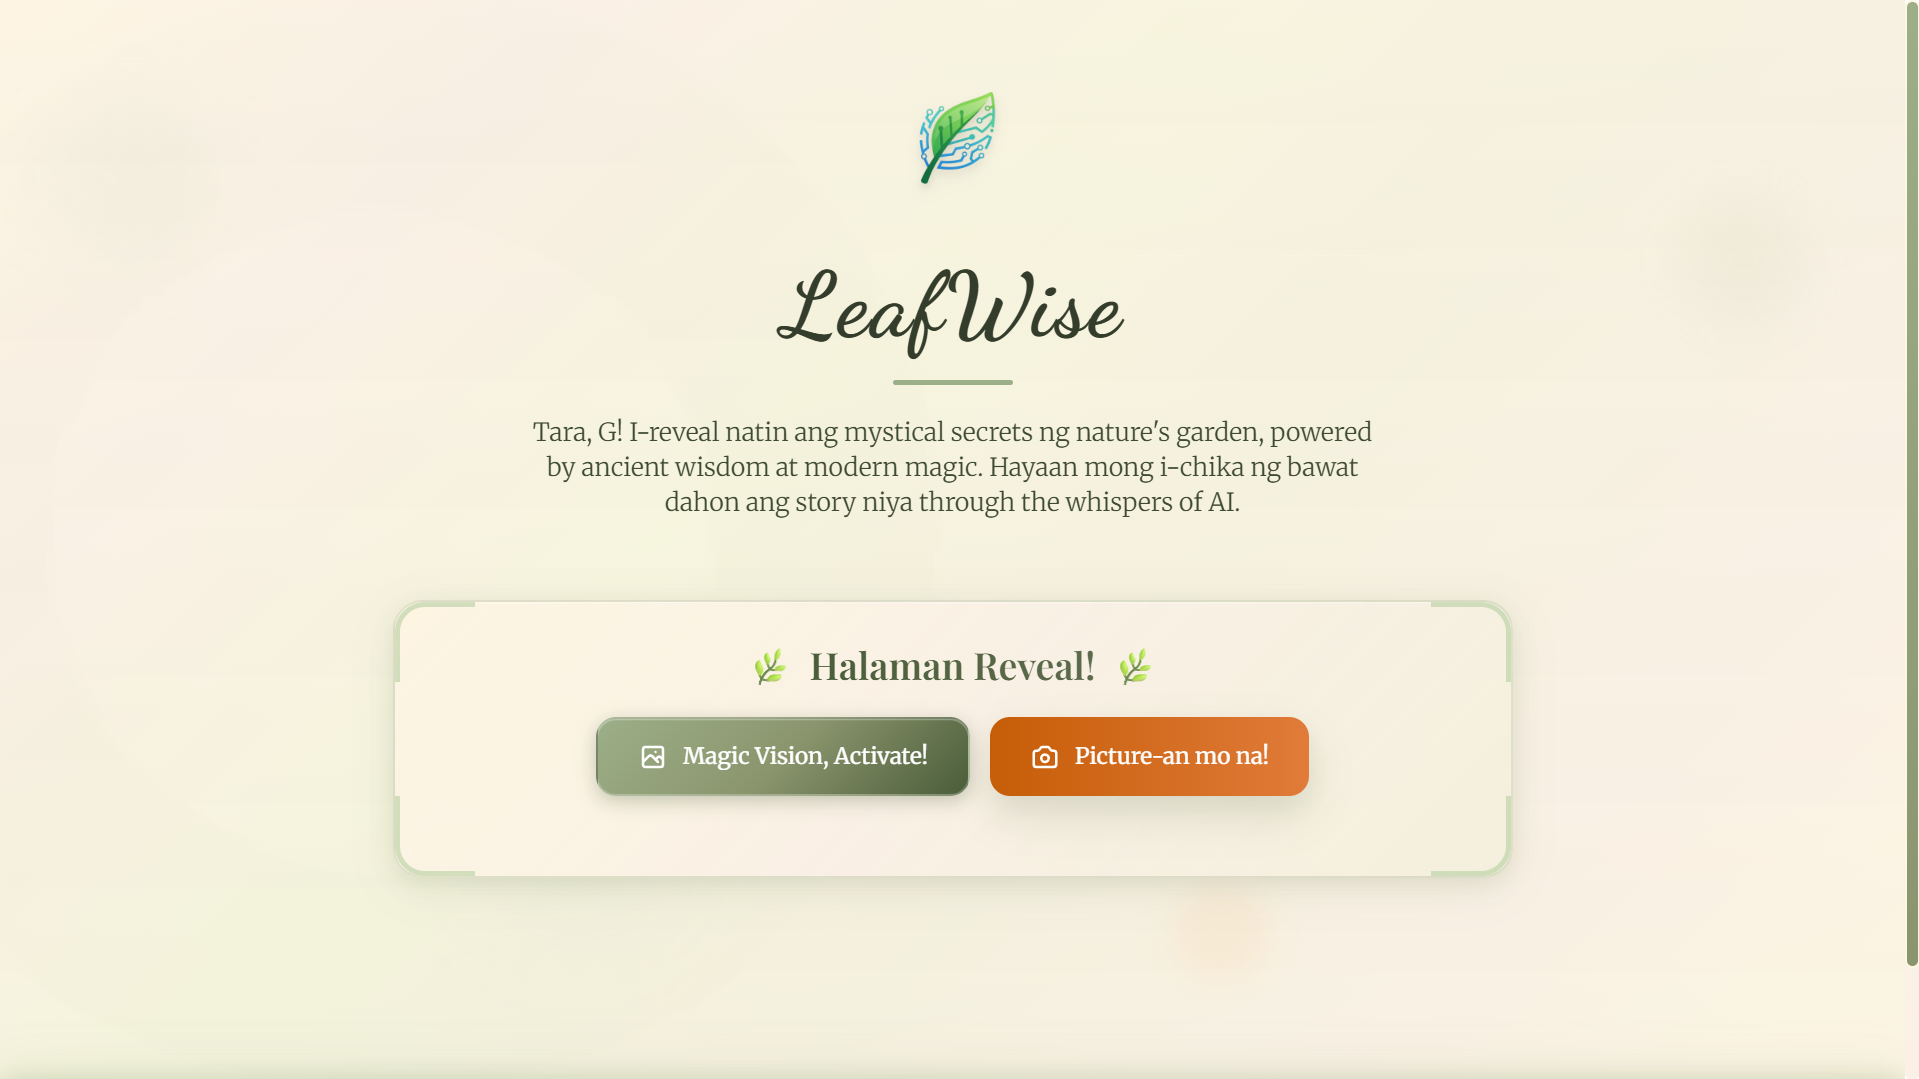 LeafWise
Tara, G! I-reveal natin ang mystical secrets ng nature's garden, powered
by ancient wisdom at modern magic. Hayaan mong i-chika ng bawat
dahon ang story niya through the whispers of AI.
Halaman Reveal!
Magic Vision, Activate!
Picture-an mo na!